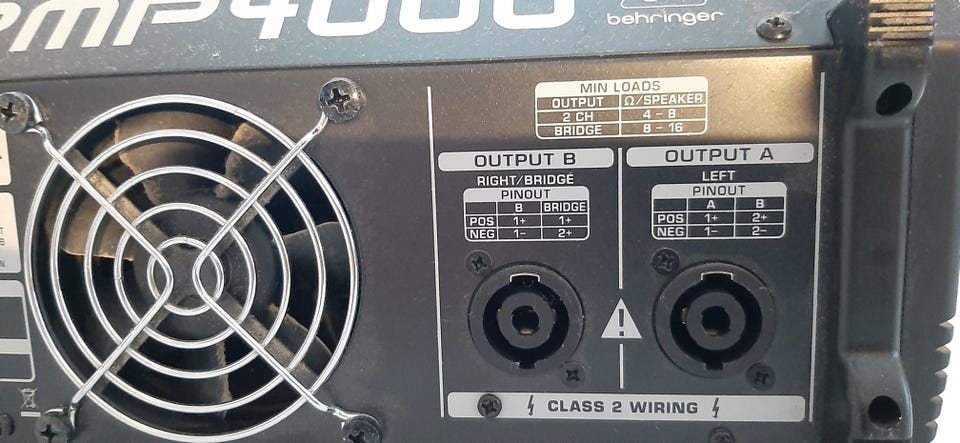 PMP4000
behringer
MIN LOADS
OUTPUT Ω/SPEAKER
2 CH 4 - 8
BRIDGE 8 - 16
OUTPUT B
RIGHT/BRIDGE
PINOUT
B BRIDGE
POS 1+ 1+
NEG 1- 2+
OUTPUT A
LEFT
PINOUT
A B
POS 1+ 2+
NEG 1- 2-
!
CLASS 2 WIRING